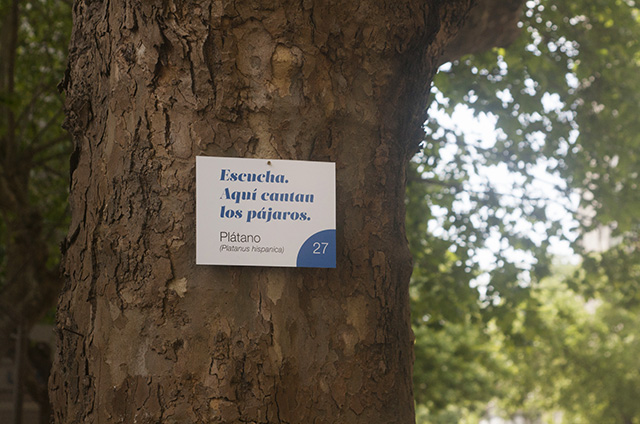 Escucha.
Aquí cantan
los pájaros.
Plátano
(Platanus hispanica)
27